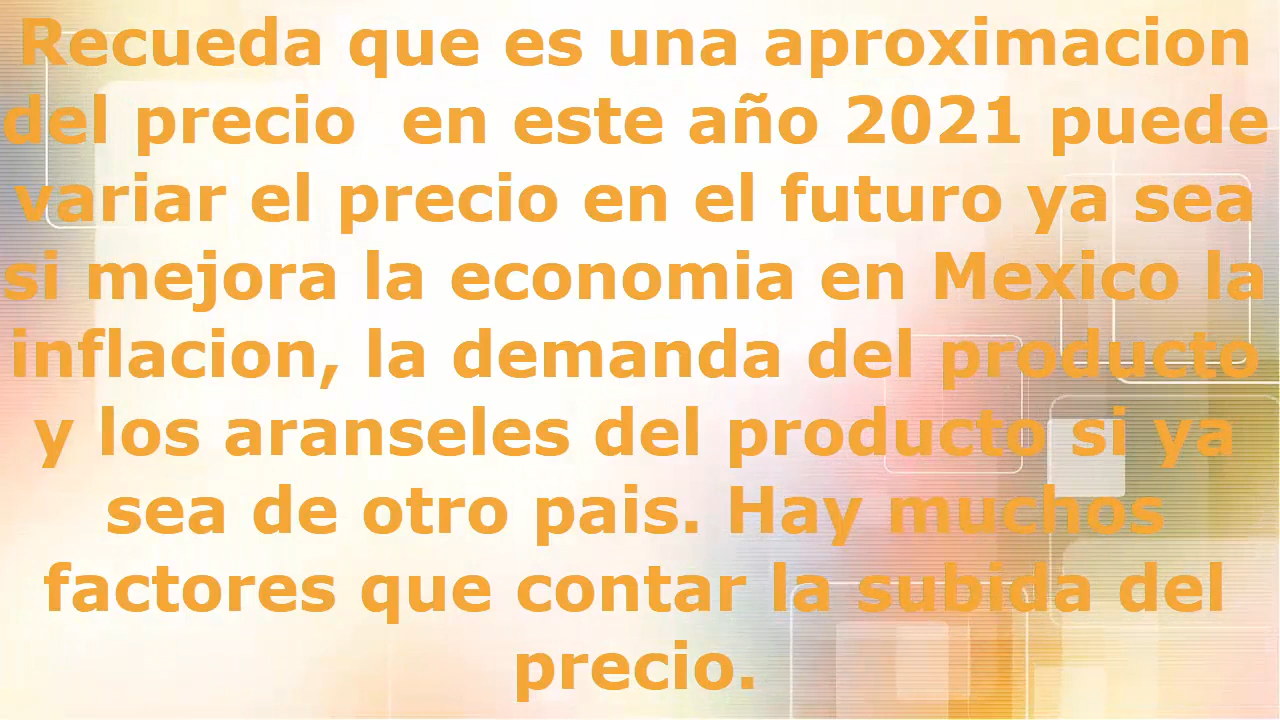 Recueda que es una aproximacion
del precio  en este año 2021 puede
variar el precio en el futuro ya sea
si mejora la economia en Mexico la
inflacion, la demanda del producto
y los aranseles del producto si ya
sea de otro pais. Hay muchos
factores que contar la subida del
precio.